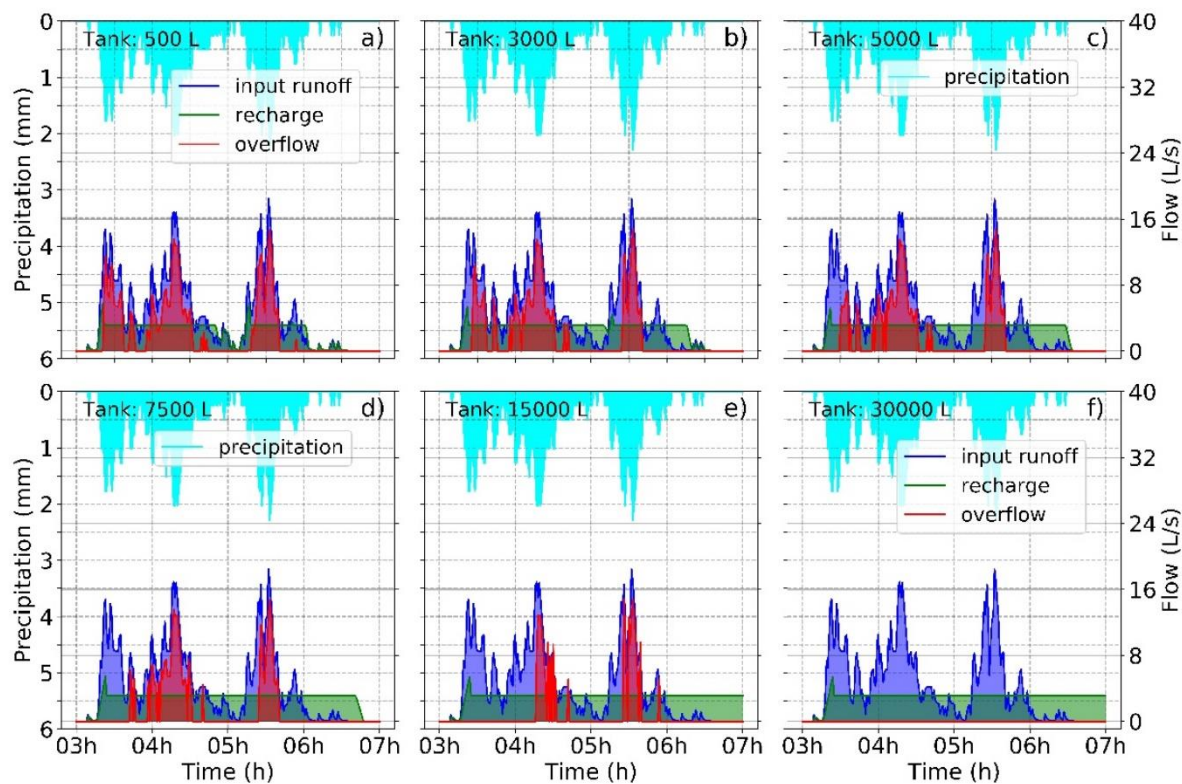 0
1
2
3
4
5
6
Precipitation (mm)
Tank: 500 L
a)
input runoff
recharge
overflow
Tank: 3000 L
b)
Tank: 5000 L
c)
precipitation
40
32
24
16
8
0
Flow (L/s)
0
1
2
3
4
5
6
Precipitation (mm)
Tank: 7500 L
d)
precipitation
03h 04h 05h 06h 07h
Time (h)
Tank: 15000 L
e)
03h 04h 05h 06h 07h
Time (h)
Tank: 30000 L
f)
input runoff
recharge
overflow
03h 04h 05h 06h 07h
Time (h)
40
32
24
16
8
0
Flow (L/s)